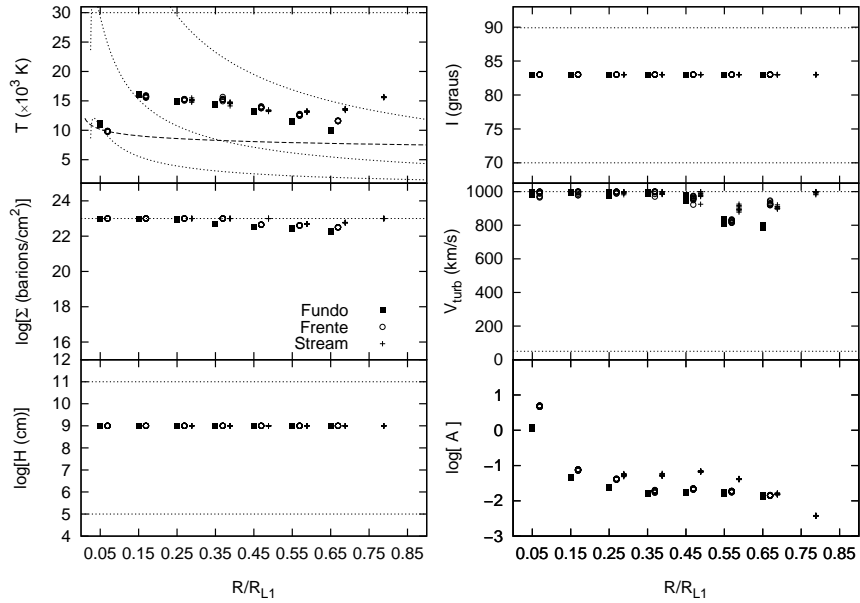 T (×10³ K)
30
25
20
15
10
5
log[Σ (barions/cm²)]
24
22
20
18
16
14
12
Fundo
Frente
Stream
log[H (cm)]
12
11
10
9
8
7
6
5
4
0.05 0.15 0.25 0.35 0.45 0.55 0.65 0.75 0.85
R/R_L1
I (graus)
90
85
80
75
70
V_turb (km/s)
1000
800
600
400
200
0
log[ A ]
1
0
−1
−2
−3
0.05 0.15 0.25 0.35 0.45 0.55 0.65 0.75 0.85
R/R_L1